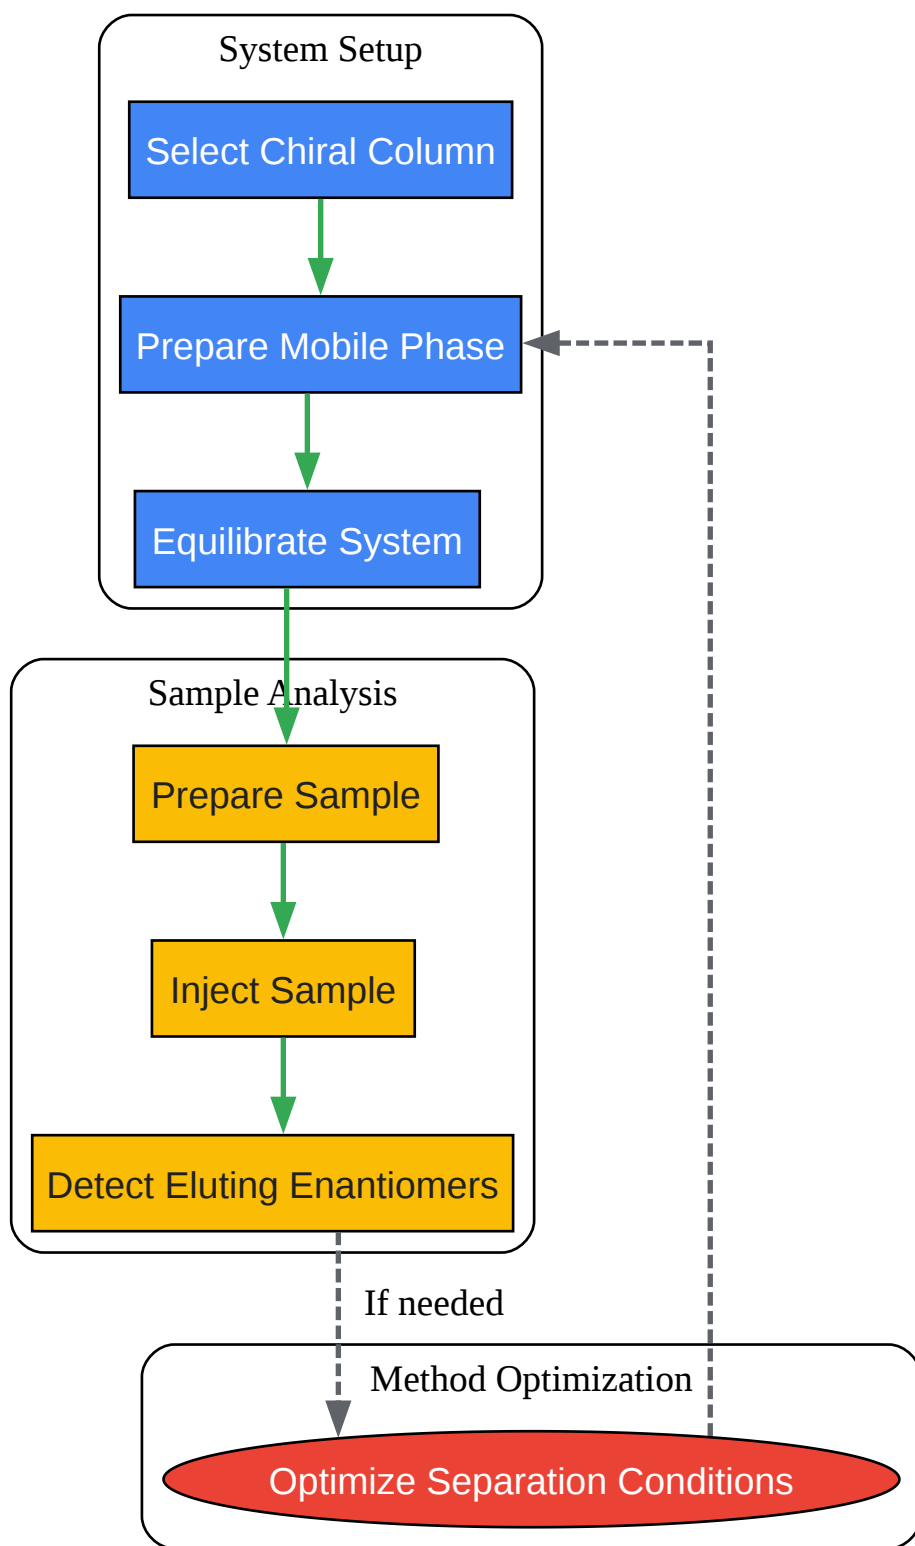 System Setup
Select Chiral Column
Prepare Mobile Phase
Equilibrate System
Sample Analysis
Prepare Sample
Inject Sample
Detect Eluting Enantiomers
If needed
Method Optimization
Optimize Separation Conditions